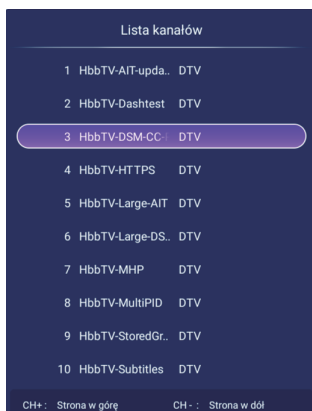 Lista kanałów
1 HbbTV-AIT-upda.. DTV
2 HbbTV-Dashtest DTV
3 HbbTV-DSM-CC- DTV
4 HbbTV-HTTPS DTV
5 HbbTV-Large-AIT DTV
6 HbbTV-Large-DS.. DTV
7 HbbTV-MHP DTV
8 HbbTV-MultiPID DTV
9 HbbTV-StoredGr.. DTV
10 HbbTV-Subtitles DTV
CH+ : Strona w górę CH - : Strona w dół